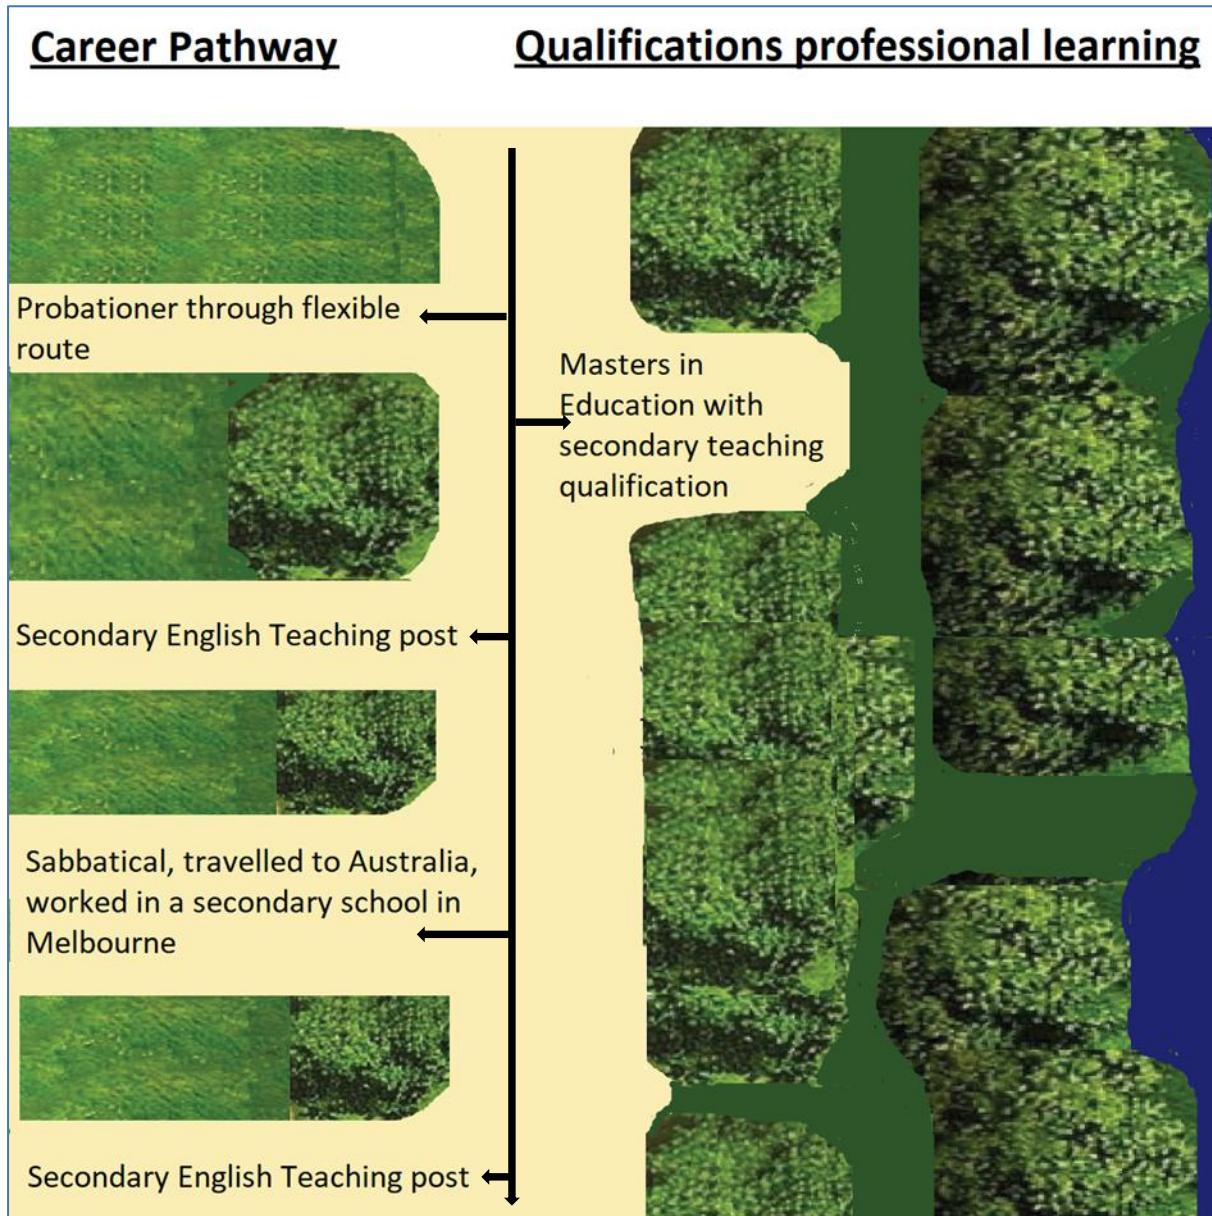 Career Pathway
Qualifications professional learning
Probationer through flexible
route
Masters in
Education with
secondary teaching
qualification
Secondary English Teaching post
Sabbatical, travelled to Australia,
worked in a secondary school in
Melbourne
Secondary English Teaching post